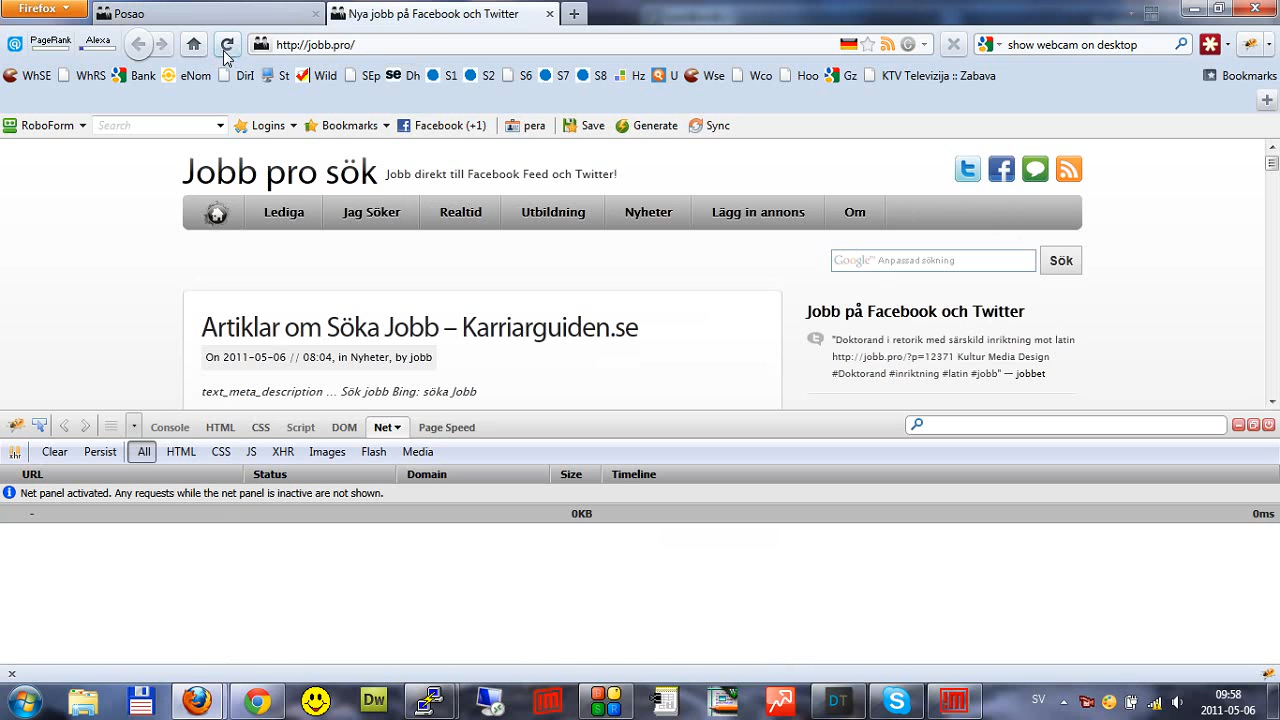 Firefox
Posao
Nya jobb på Facebook och Twitter
PageRank
Alexa
http://jobb.pro/
show webcam on desktop
WhSE WhRS Bank eNom Dirl St Wild SEp Dh S1 S2 S6 S7 S8 Hz U Wse Wco Hoo Gz KTV Televizija :: Zabava Bookmarks
RoboForm Search Logins Bookmarks Facebook (+1) pera Save Generate Sync
Jobb pro sök Jobb direkt till Facebook Feed och Twitter!
Lediga Jag Söker Realtid Utbildning Nyheter Lägg in annons Om
Google™ Anpassad sökning Sök
Artiklar om Söka Jobb – Karriarguiden.se
On 2011-05-06 // 08:04, in Nyheter, by jobb
text_meta_description ... Sök jobb Bing: söka Jobb
Jobb på Facebook och Twitter
"Doktorand i retorik med särskild inriktning mot latin
http://jobb.pro/?p=12371 Kultur Media Design
#Doktorand #inriktning #latin #jobb" — jobbet
Console HTML CSS Script DOM Net Page Speed
Clear Persist All HTML CSS JS XHR Images Flash Media
URL Status Domain Size Timeline
Net panel activated. Any requests while the net panel is inactive are not shown.
- 0KB 0ms
Dw
DT
SV
09:58
2011-05-06